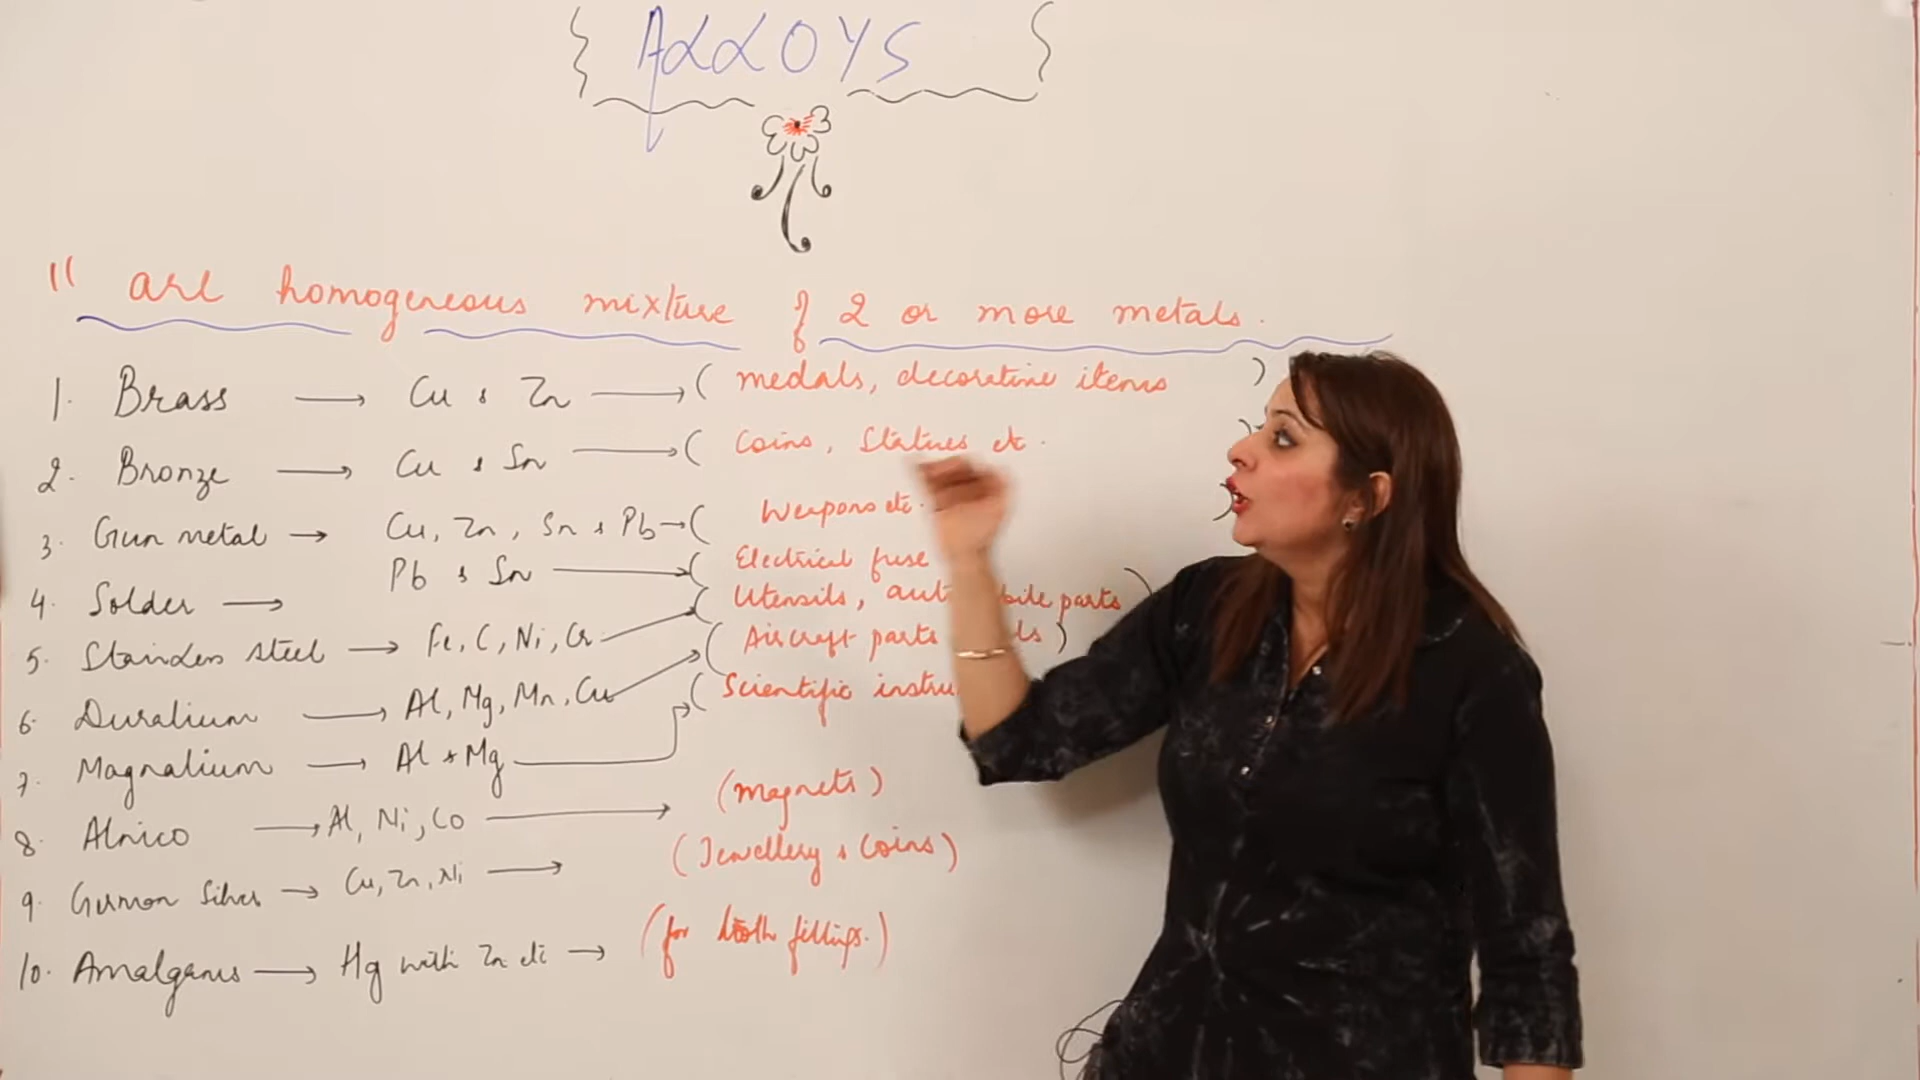 ALLOYS
" are homogereous mixture of 2 or more metals.
1. Brass → Cu & Zn → (medals, decorative items)
2. Bronze → Cu & Sn → (Coins, Statues etc.)
3. Gun metal → Cu, Zn, Sn & Pb → (Weapons etc.)
4. Solder → Pb & Sn → (Electrical fuse
5. Stainless steel → Fe, C, Ni, Cr → (Utensils, parts)
6. Duralium → Al, Mg, Mn, Cu → (Aircraft parts )
7. Magnalium → Al & Mg → (Scientific
8. Alnico → Al, Ni, Co → (magnets)
9. German Silver → Cu, Zn, Ni → (Jewellery & Coins)
10. Amalgams → Hg with Zn etc → (for tooth fillings.)